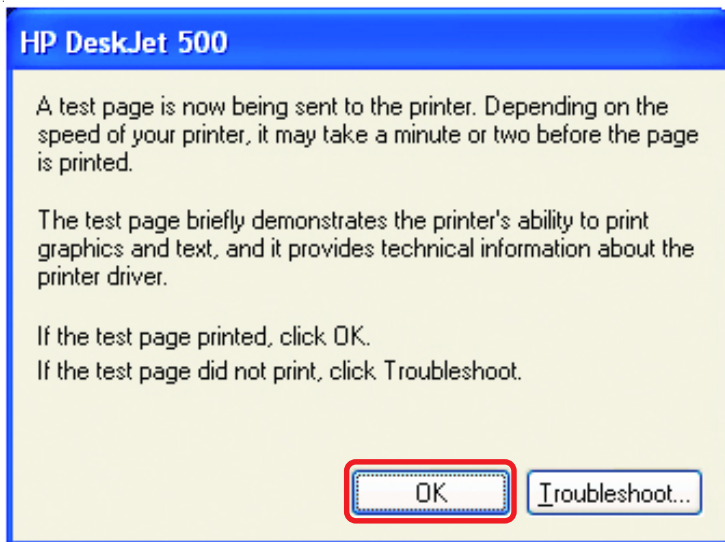 HP DeskJet 500
A test page is now being sent to the printer. Depending on the
speed of your printer, it may take a minute or two before the page
is printed.
The test page briefly demonstrates the printer's ability to print
graphics and text, and it provides technical information about the
printer driver.
If the test page printed, click OK.
If the test page did not print, click Troubleshoot.
OK Troubleshoot...